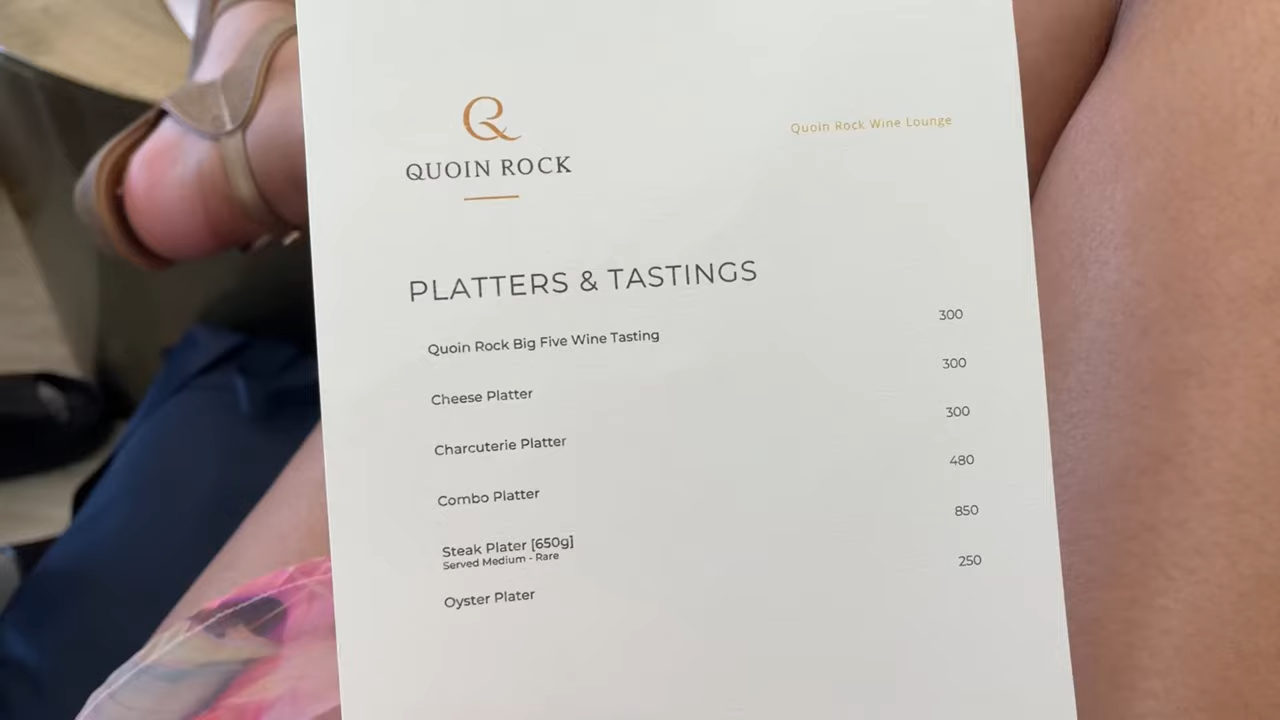 QUOIN ROCK
Quoin Rock Wine Lounge
PLATTERS & TASTINGS
Quoin Rock Big Five Wine Tasting 300
Cheese Platter 300
Charcuterie Platter 300
Combo Platter 480
Steak Plater [650g] 850
Served Medium - Rare
Oyster Plater 250